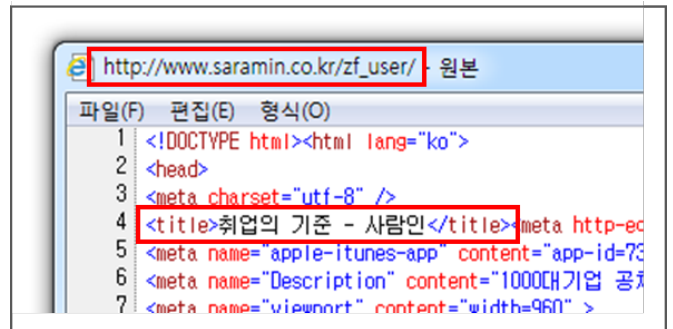 http://www.saramin.co.kr/zf_user/ - 원본
파일(F) 편집(E) 형식(O)
1 <!DOCTYPE html><html lang="ko">
2 <head>
3 <meta charset="utf-8" />
4 <title>취업의 기준 - 사람인</title><meta http-eq
5 <meta name="apple-itunes-app" content="app-id=73
6 <meta name="Description" content="1000대기업 공채
7 <meta name="viewport" content="width=960" >